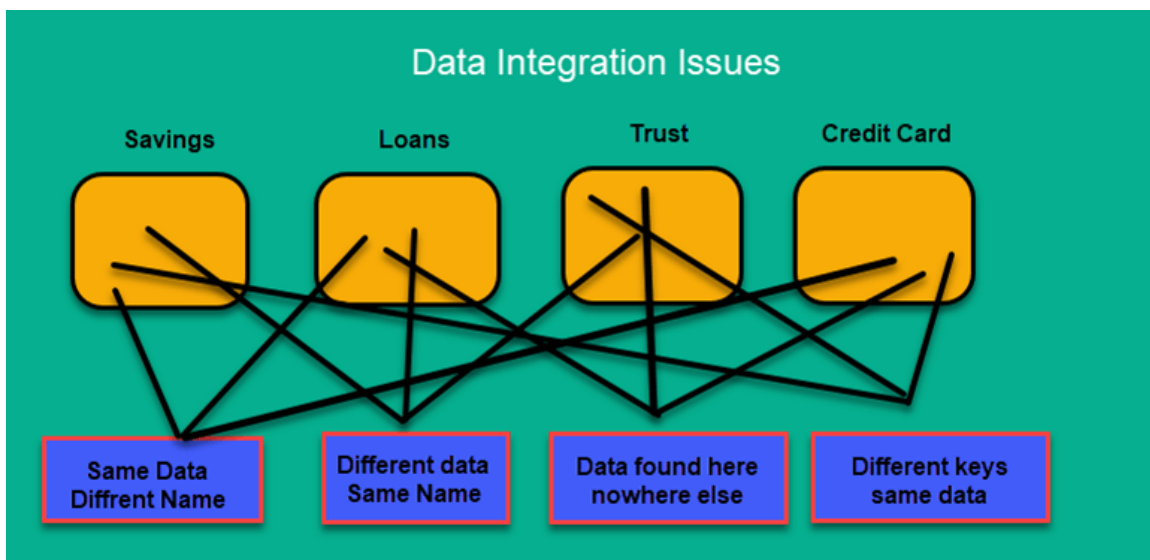 Data Integration Issues
Savings
Loans
Trust
Credit Card
Same Data
Diffrent Name
Different data
Same Name
Data found here
nowhere else
Different keys
same data